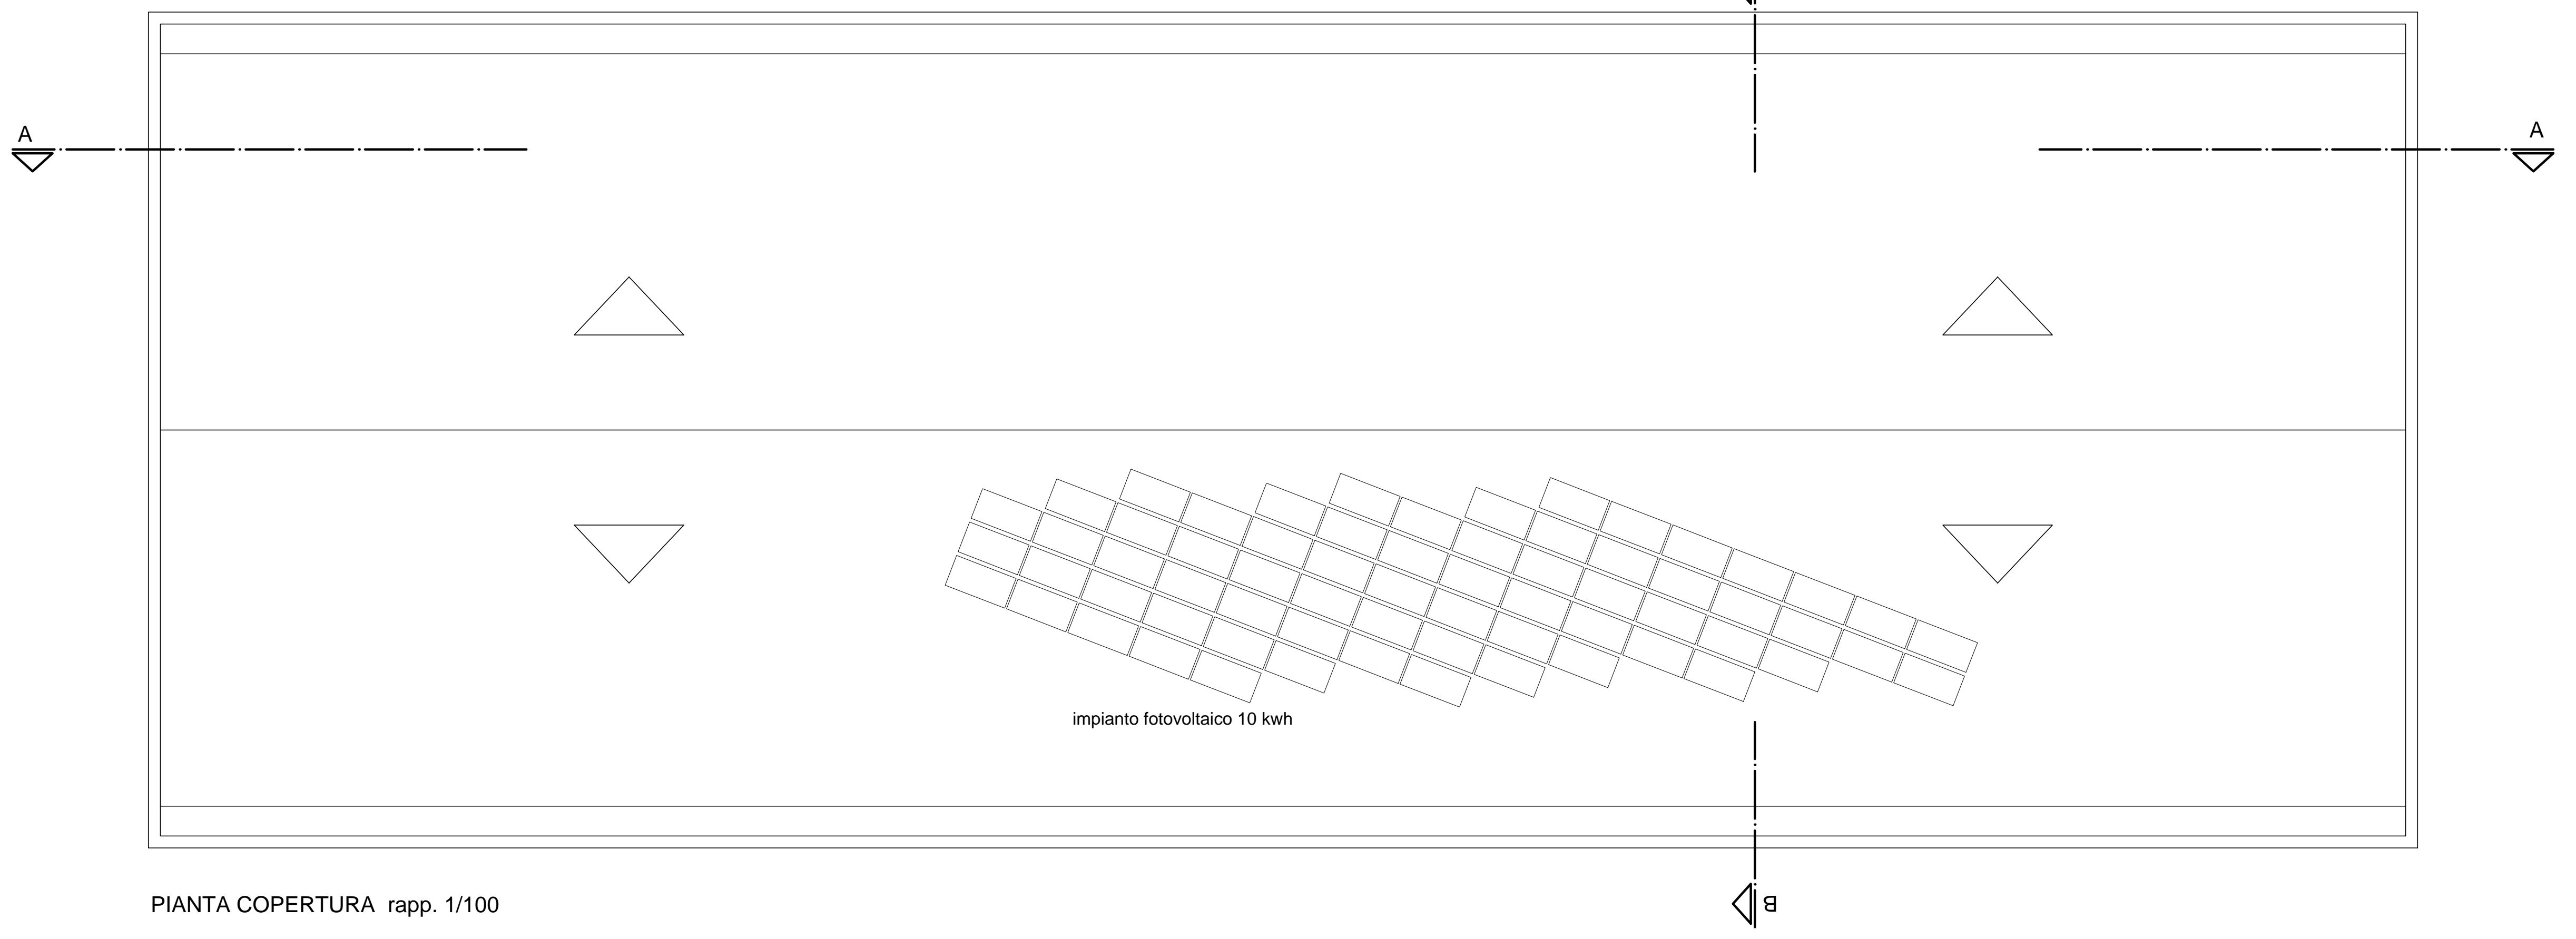 A
A
impianto fotovoltaico 10 kwh
PIANTA COPERTURA rapp. 1/100
B